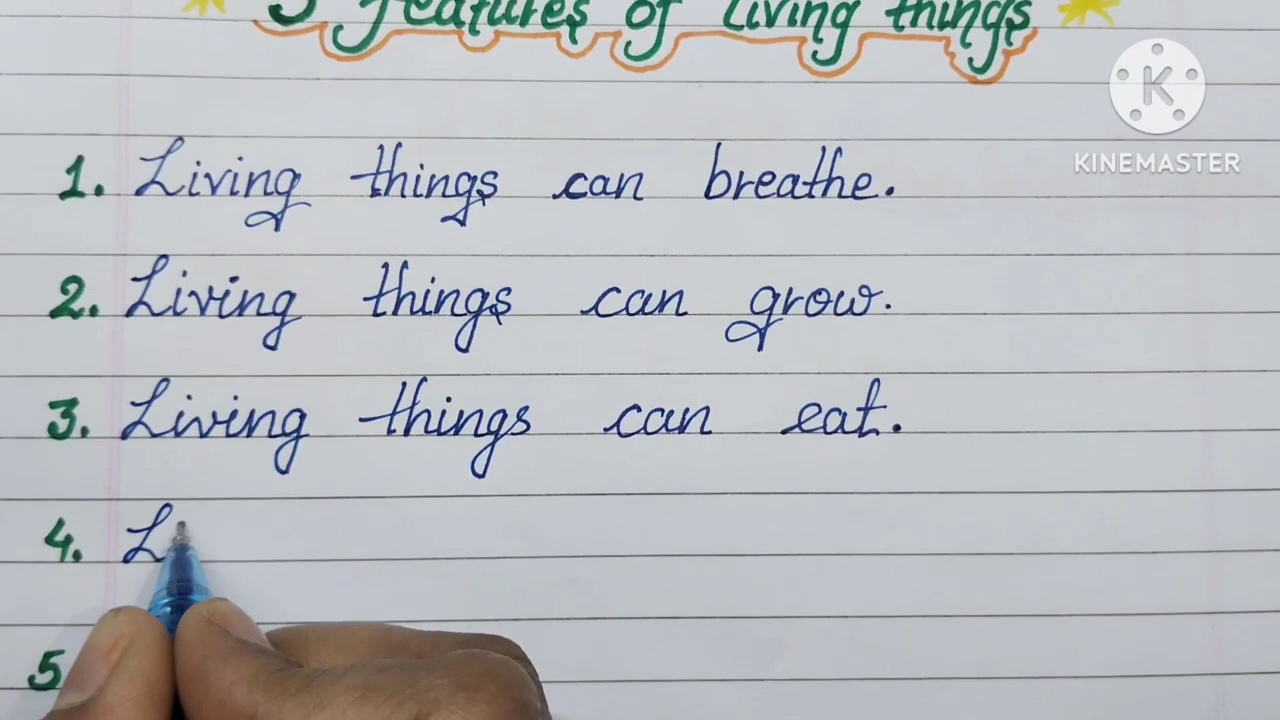 5 features of living things
KINEMASTER
1. Living things can breathe.
2. Living things can grow.
3. Living things can eat.
4. L
5